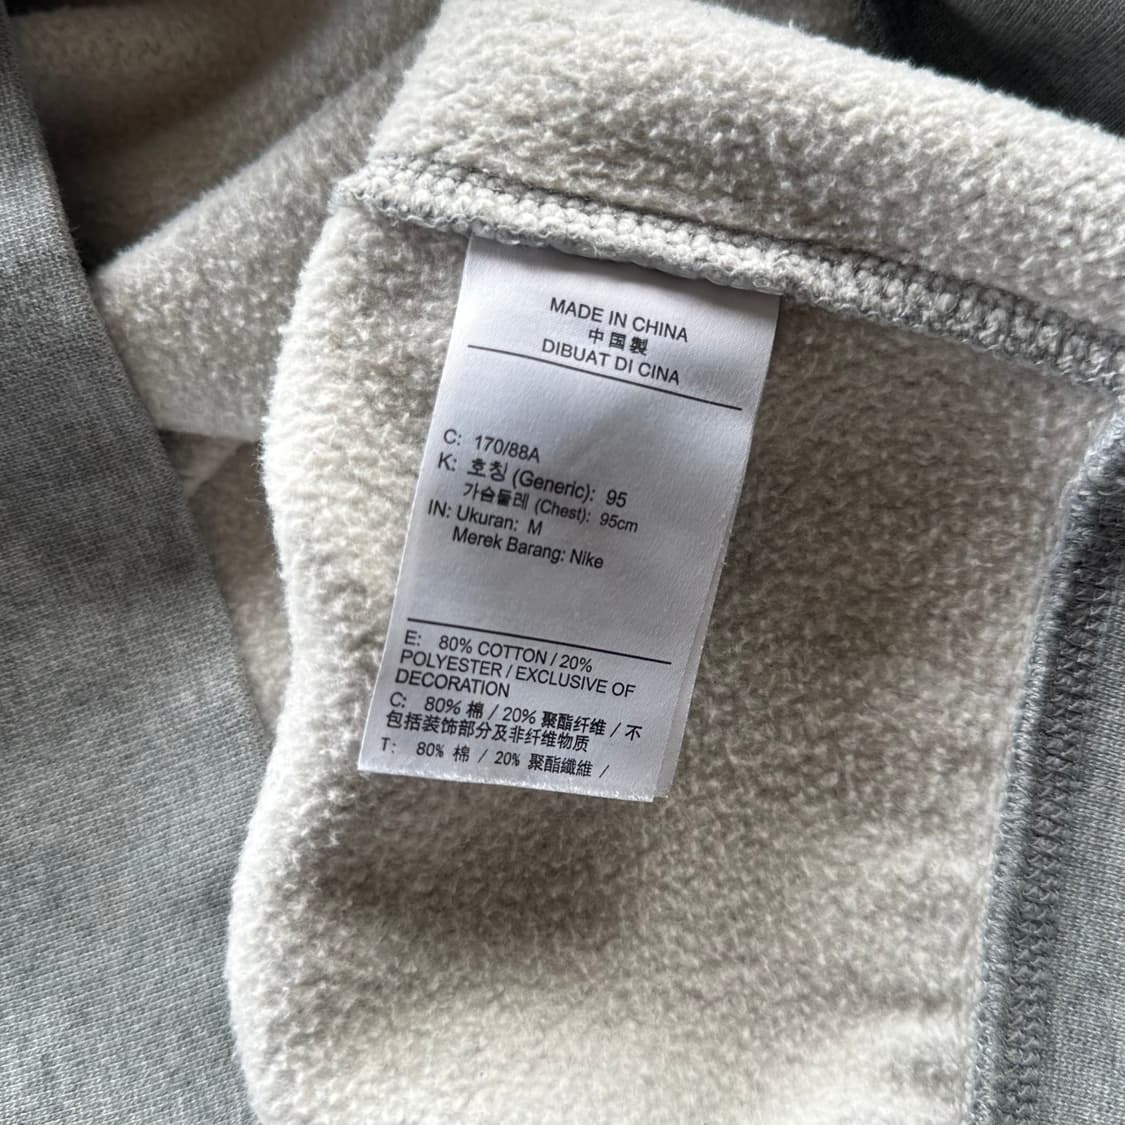 MADE IN CHINA
中国製
DIBUAT DI CINA
C: 170/88A
K: 호칭 (Generic): 95
가슴둘레 (Chest): 95cm
IN: Ukuran: M
Merek Barang: Nike
E: 80% COTTON / 20%
POLYESTER / EXCLUSIVE OF
DECORATION
C: 80% 棉 / 20% 聚酯纤维 / 不
包括装饰部分及非纤维物质
T: 80% 棉 / 20% 聚酯纖維 /